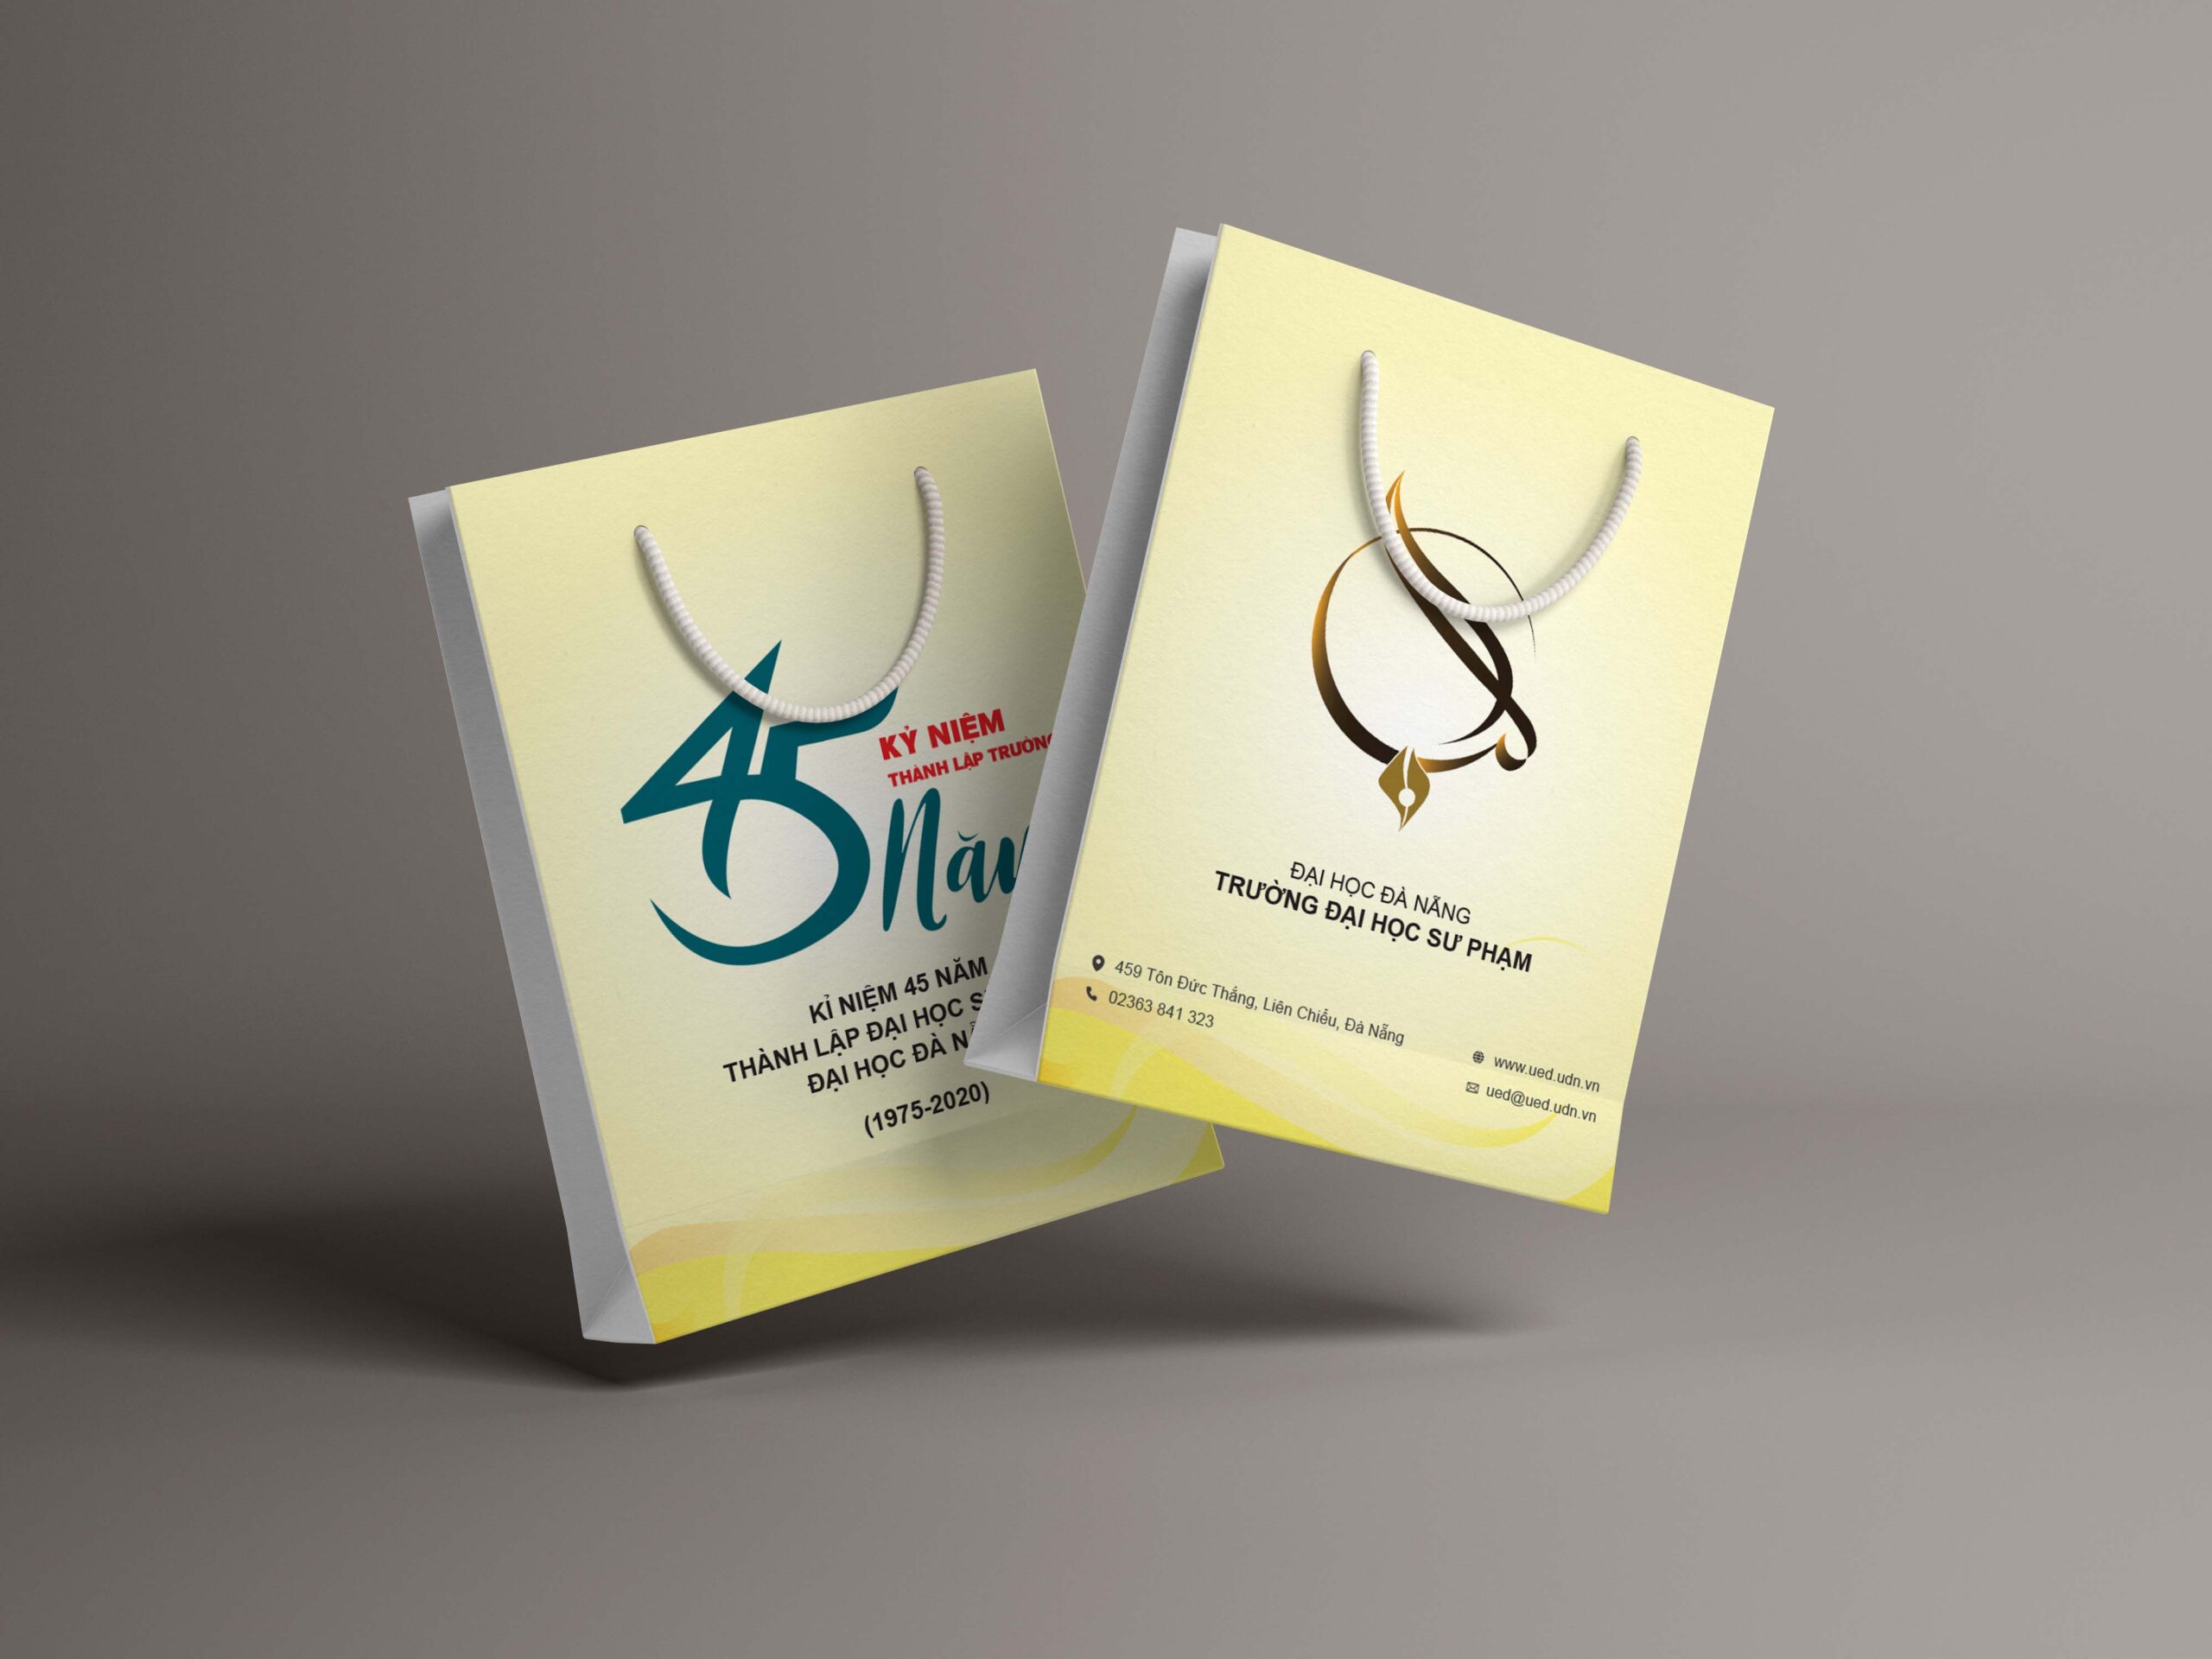 45
KỶ NIỆM
THÀNH LẬP TRƯỜNG
Năm
KỈ NIỆM 45 NĂM
THÀNH LẬP ĐẠI HỌC
ĐẠI HỌC ĐÀ
(1975-2020)
ĐẠI HỌC ĐÀ NẴNG
TRƯỜNG ĐẠI HỌC SƯ PHẠM
459 Tôn Đức Thắng, Liên Chiểu, Đà Nẵng
02363 841 323
www.ued.udn.vn
ued@ued.udn.vn